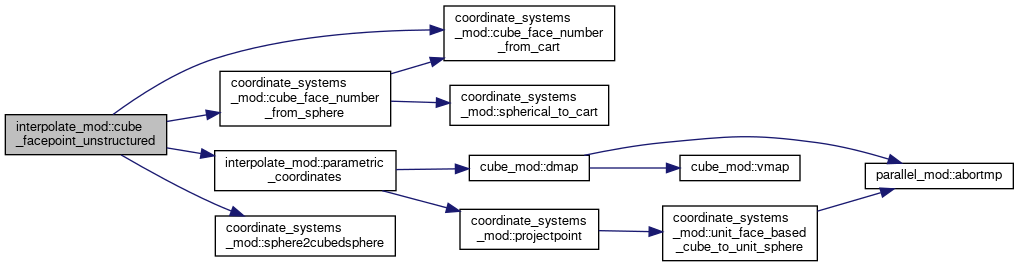 interpolate_mod::cube
_facepoint_unstructured
coordinate_systems
_mod::cube_face_number
_from_cart
coordinate_systems
_mod::cube_face_number
_from_sphere
coordinate_systems
_mod::spherical_to_cart
interpolate_mod::parametric
_coordinates
cube_mod::dmap
cube_mod::vmap
parallel_mod::abortmp
coordinate_systems
_mod::projectpoint
coordinate_systems
_mod::unit_face_based
_cube_to_unit_sphere
coordinate_systems
_mod::sphere2cubedsphere